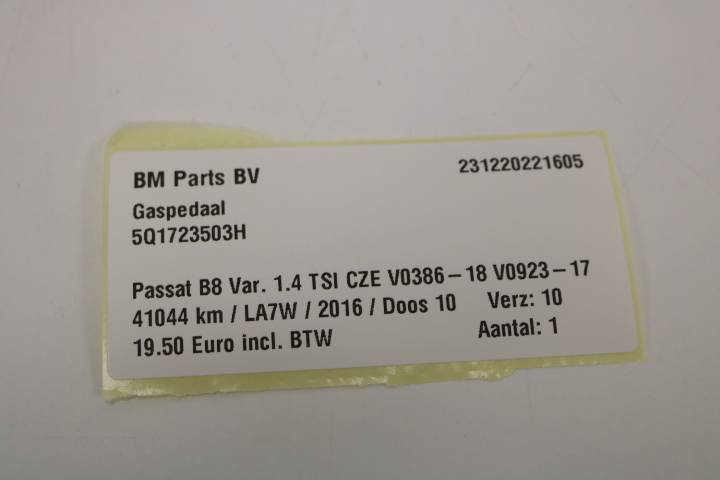 BM Parts BV 231220221605
Gaspedaal
5Q1723503H
Passat B8 Var. 1.4 TSI CZE V0386-18 V0923-17
41044 km / LA7W / 2016 / Doos 10 Verz: 10
19.50 Euro incl. BTW Aantal: 1